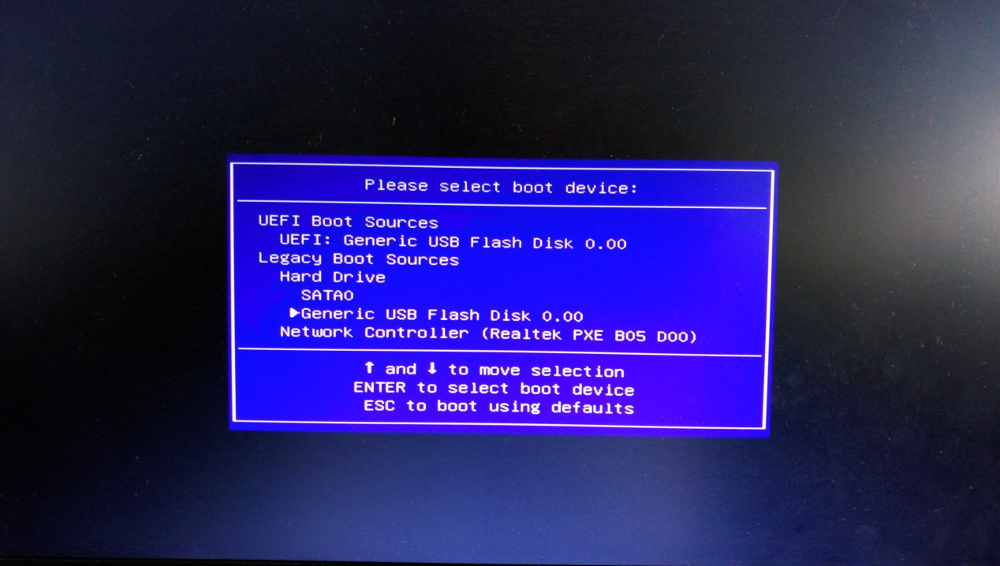 Please select boot device:
UEFI Boot Sources
UEFI: Generic USB Flash Disk 0.00
Legacy Boot Sources
Hard Drive
SATA0
►Generic USB Flash Disk 0.00
Network Controller (Realtek PXE B05 D00)
↑ and ↓ to move selection
ENTER to select boot device
ESC to boot using defaults